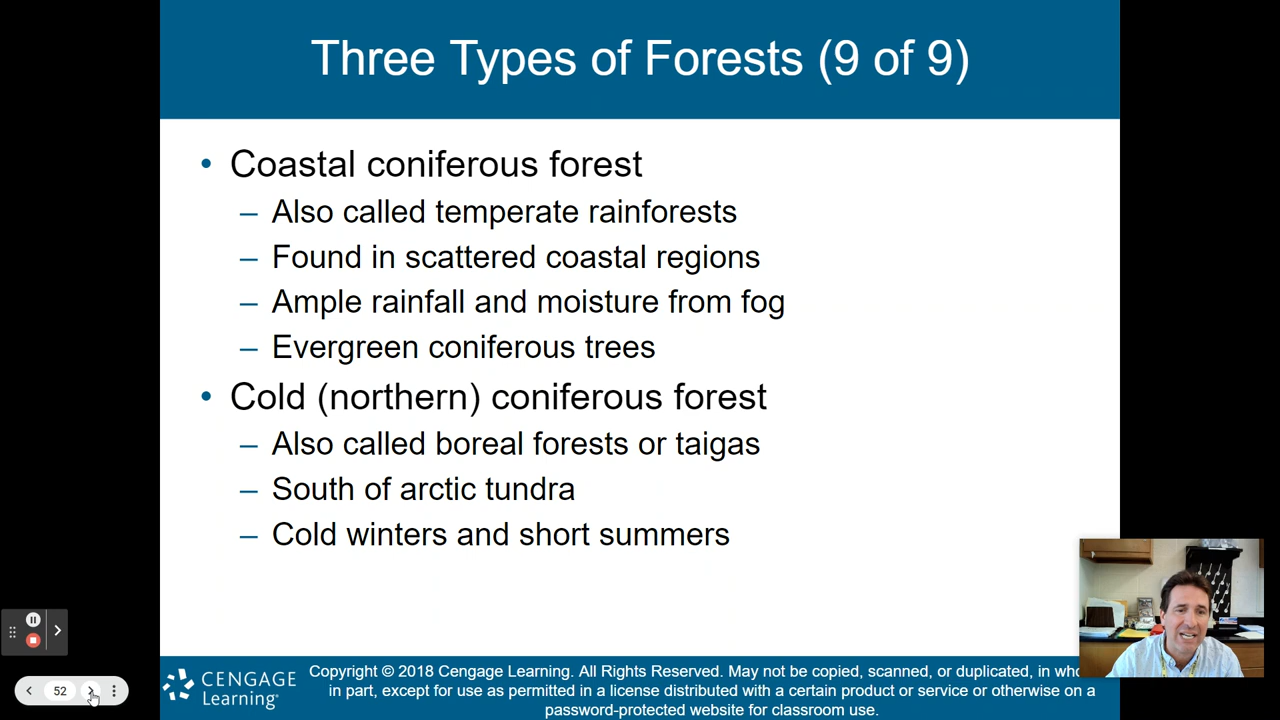 Three Types of Forests (9 of 9)
• Coastal coniferous forest
– Also called temperate rainforests
– Found in scattered coastal regions
– Ample rainfall and moisture from fog
– Evergreen coniferous trees
• Cold (northern) coniferous forest
– Also called boreal forests or taigas
– South of arctic tundra
– Cold winters and short summers
52
CENGAGE
Learning
Copyright © 2018 Cengage Learning. All Rights Reserved. May not be copied, scanned, or duplicated, in
in part, except for use as permitted in a license distributed with a certain product or service or otherwise on a
password-protected website for classroom use.